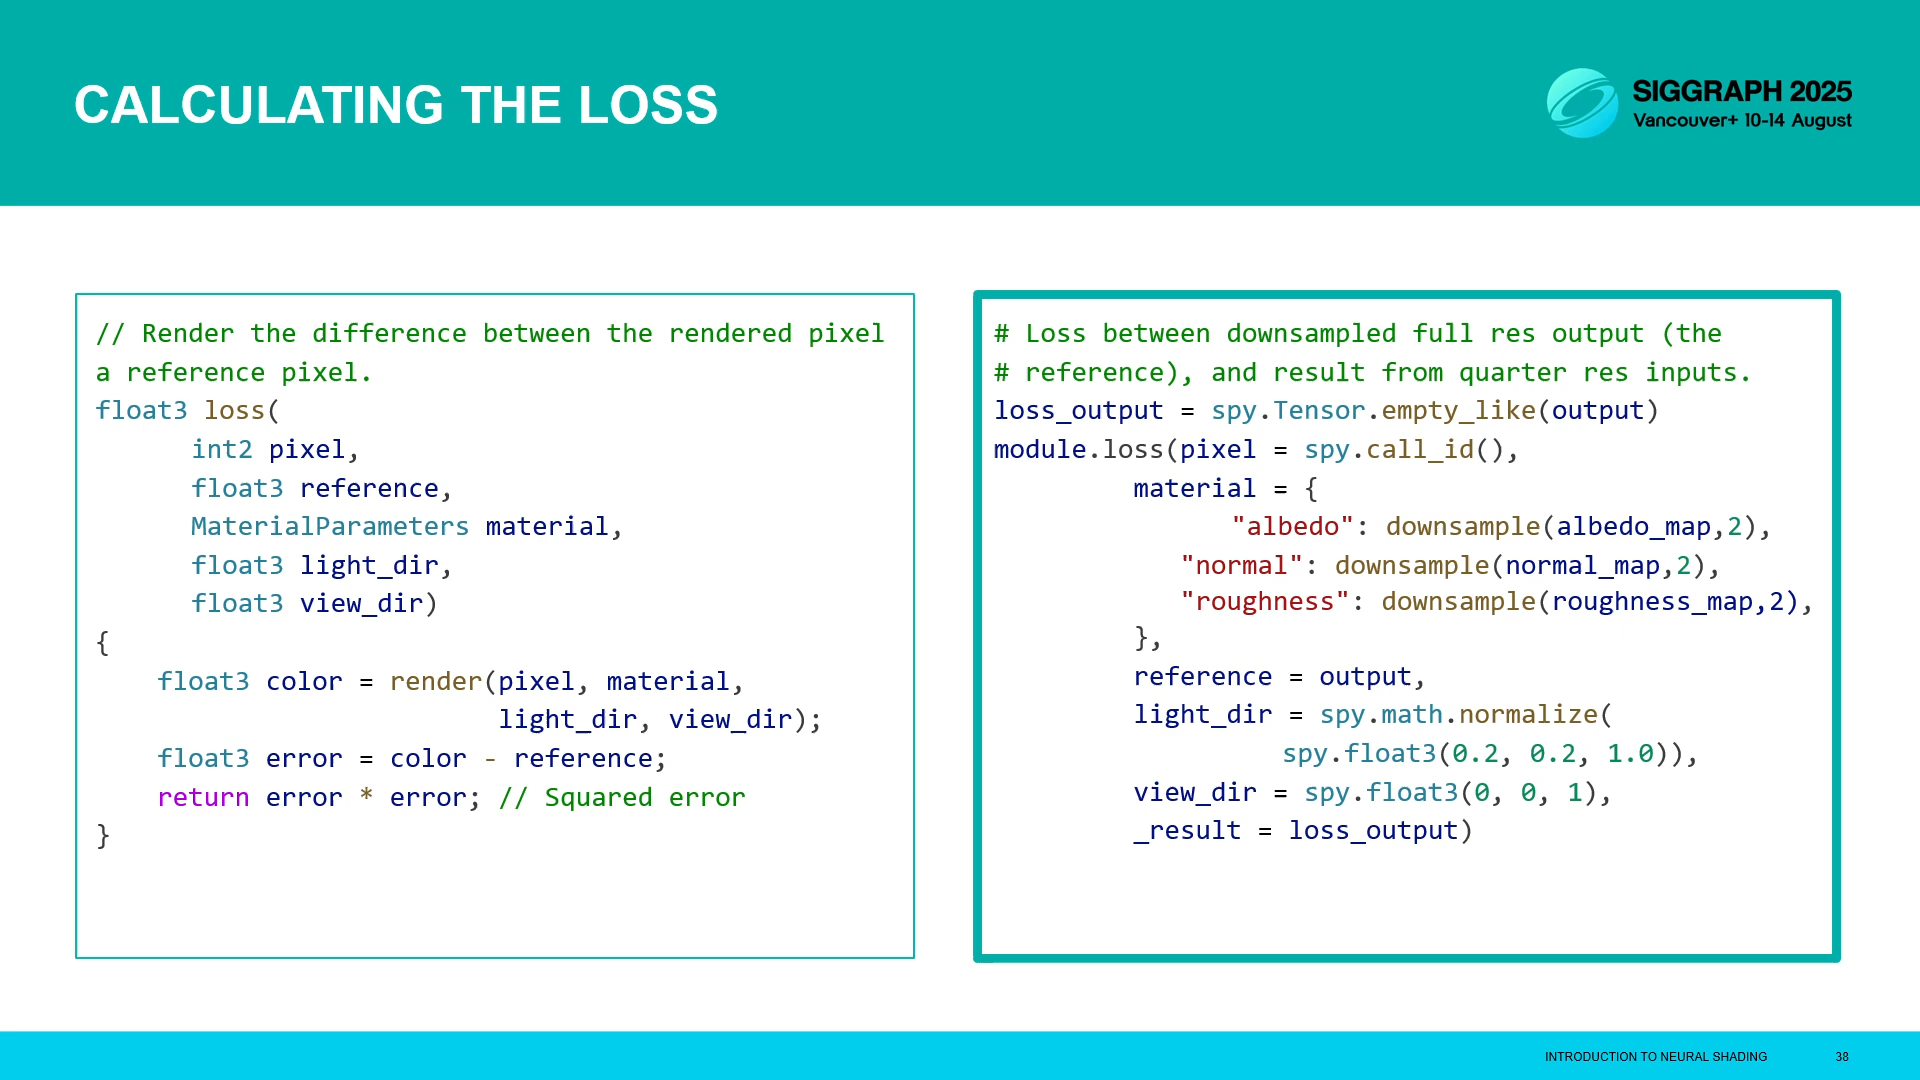 CALCULATING THE LOSS
SIGGRAPH 2025
Vancouver+ 10-14 August
// Render the difference between the rendered pixel
a reference pixel.
float3 loss(
int2 pixel,
float3 reference,
MaterialParameters material,
float3 light_dir,
float3 view_dir)
{
float3 color = render(pixel, material,
light_dir, view_dir);
float3 error = color - reference;
return error * error; // Squared error
}
# Loss between downsampled full res output (the
# reference), and result from quarter res inputs.
loss_output = spy.Tensor.empty_like(output)
module.loss(pixel = spy.call_id(),
material = {
"albedo": downsample(albedo_map,2),
"normal": downsample(normal_map,2),
"roughness": downsample(roughness_map,2),
},
reference = output,
light_dir = spy.math.normalize(
spy.float3(0.2, 0.2, 1.0)),
view_dir = spy.float3(0, 0, 1),
_result = loss_output)
INTRODUCTION TO NEURAL SHADING
38